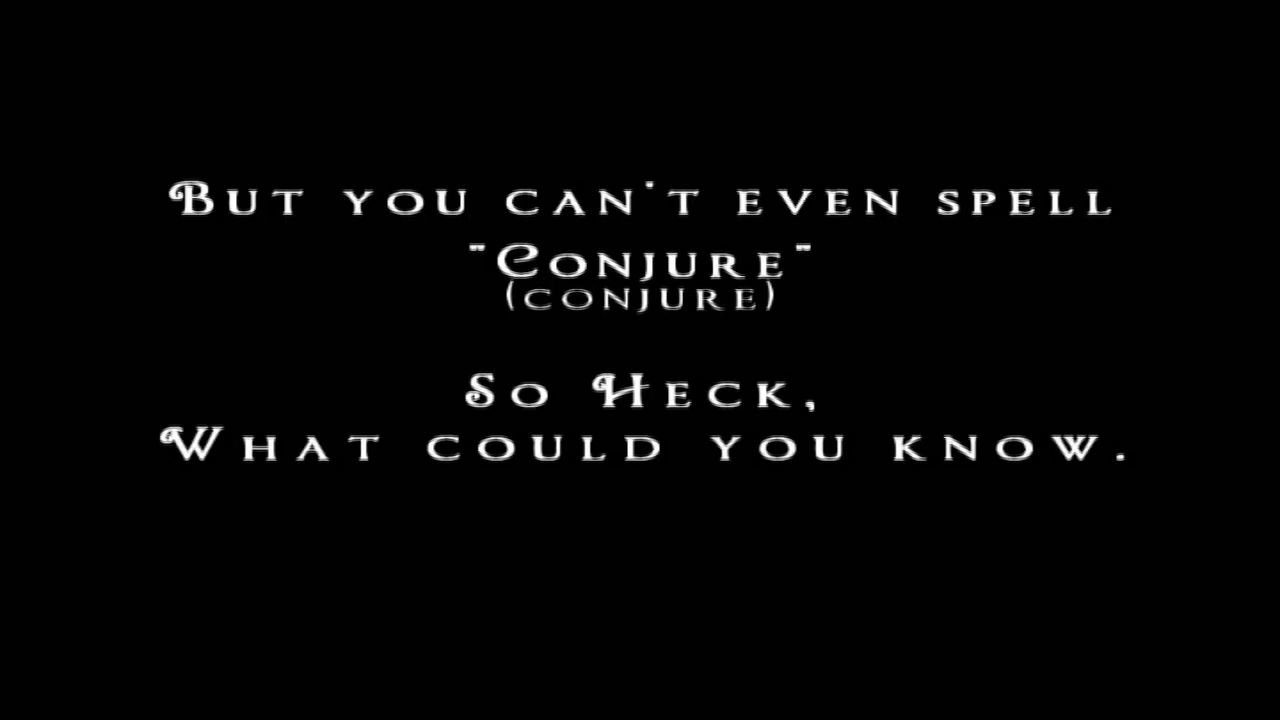 But you can't even spell
"Conjure"
(conjure)
So Heck,
What could you know.